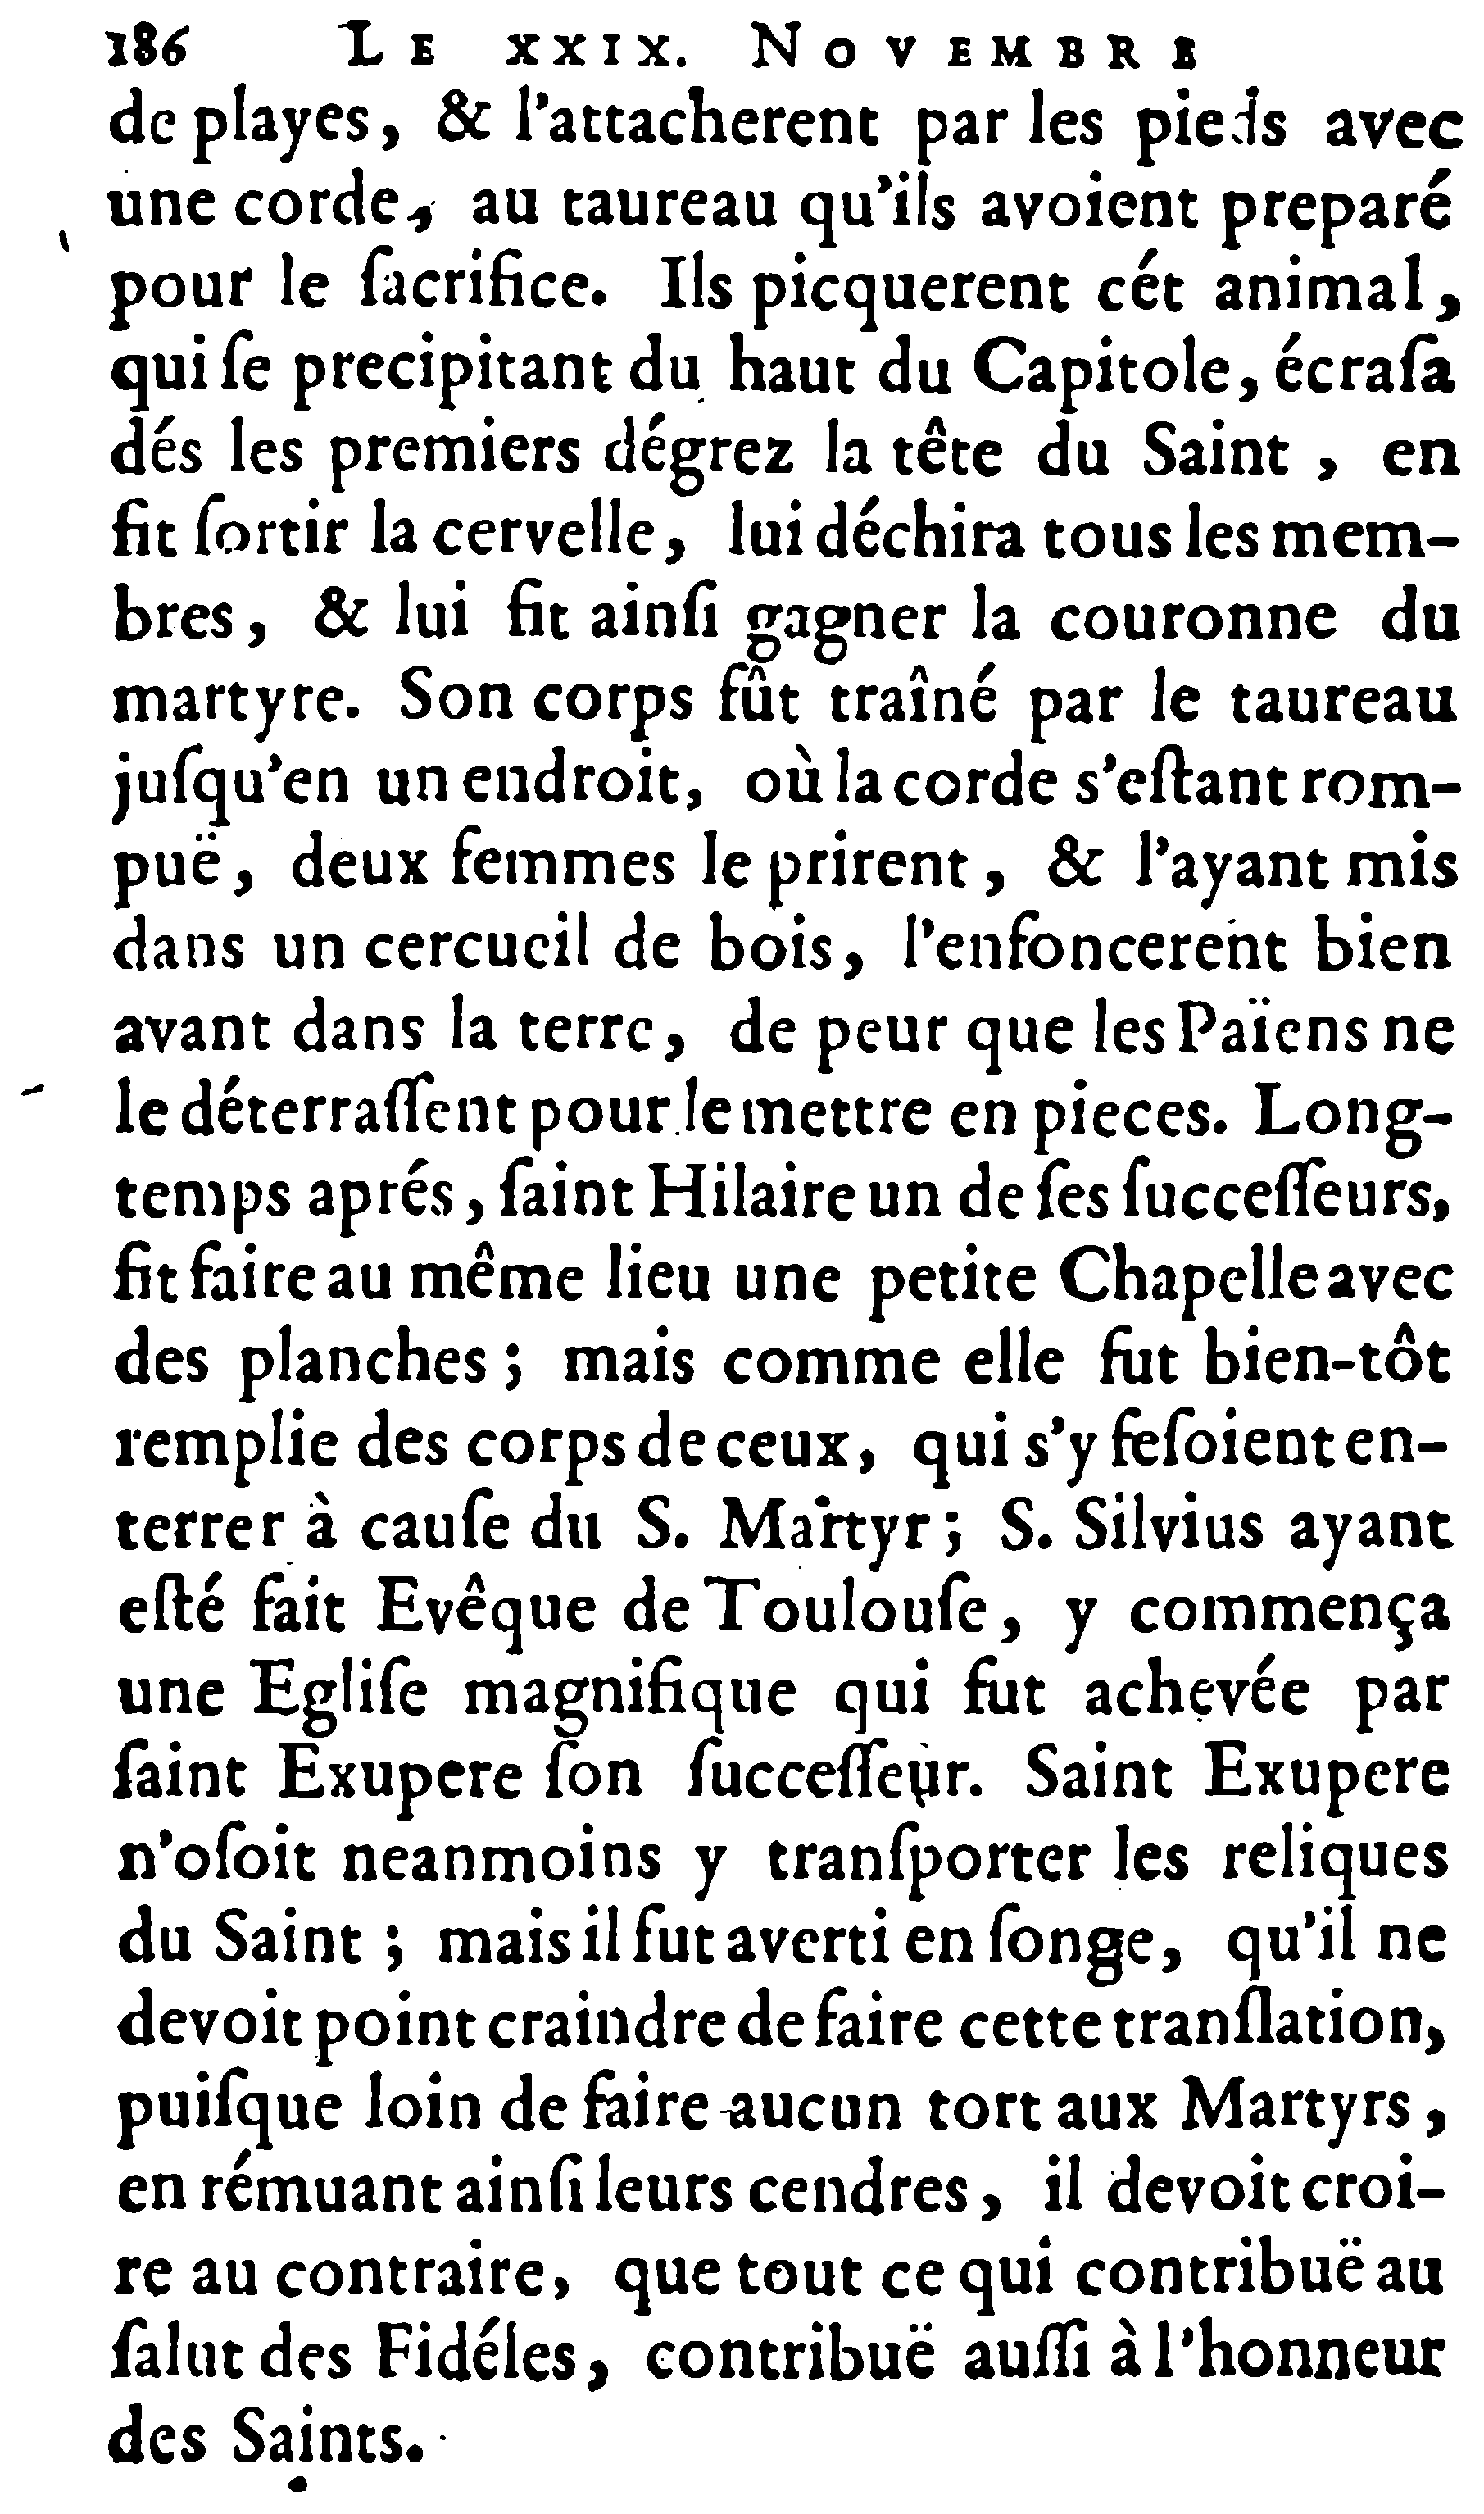 186 LE XXIX. NOVEMBRE
de playes, & l'attacherent par les pieds avec
une corde, au taureau qu'ils avoient preparé
pour le ſacrifice. Ils picquerent cét animal,
qui ſe precipitant du haut du Capitole, écraſa
dés les premiers dégrez la tête du Saint, en
fit ſortir la cervelle, lui déchira tous les mem-
bres, & lui fit ainſi gagner la couronne du
martyre. Son corps fût traîné par le taureau
juſqu'en un endroit, où la corde s'eſtant rom-
puë, deux femmes le prirent, & l'ayant mis
dans un cercueil de bois, l'enfoncerent bien
avant dans la terre, de peur que les Païens ne
le déterraſſent pour le mettre en pieces. Long-
temps aprés, ſaint Hilaire un de ſes ſucceſſeurs,
fit faire au même lieu une petite Chapelle avec
des planches; mais comme elle fut bien-tôt
remplie des corps de ceux, qui s'y feſoient en-
terrer à cauſe du S. Martyr; S. Silvius ayant
eſté fait Evêque de Toulouſe, y commença
une Egliſe magnifique qui fut achevée par
ſaint Exupere ſon ſucceſſeur. Saint Exupere
n'oſoit neanmoins y tranſporter les reliques
du Saint; mais il fut averti en ſonge, qu'il ne
devoit point craindre de faire cette tranſlation,
puiſque loin de faire aucun tort aux Martyrs,
en rémuant ainſi leurs cendres, il devoit croi-
re au contraire, que tout ce qui contribuë au
ſalut des Fidéles, contribuë auſſi à l'honneur
des Saints.